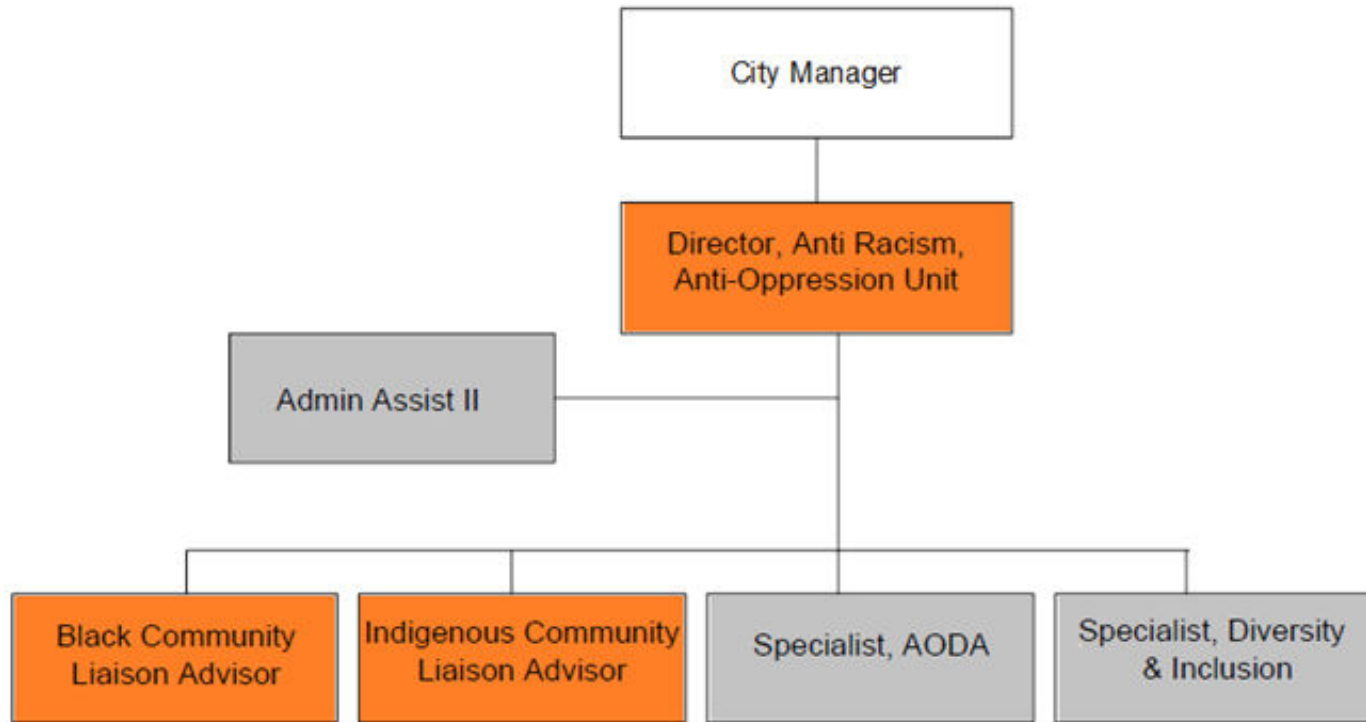 City Manager
Director, Anti Racism,
Anti-Oppression Unit
Admin Assist II
Black Community
Liaison Advisor
Indigenous Community
Liaison Advisor
Specialist, AODA
Specialist, Diversity
& Inclusion